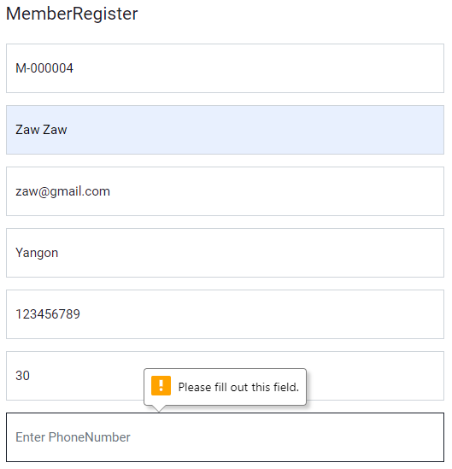 MemberRegister
M-000004
Zaw Zaw
zaw@gmail.com
Yangon
123456789
30
Please fill out this field.
Enter PhoneNumber